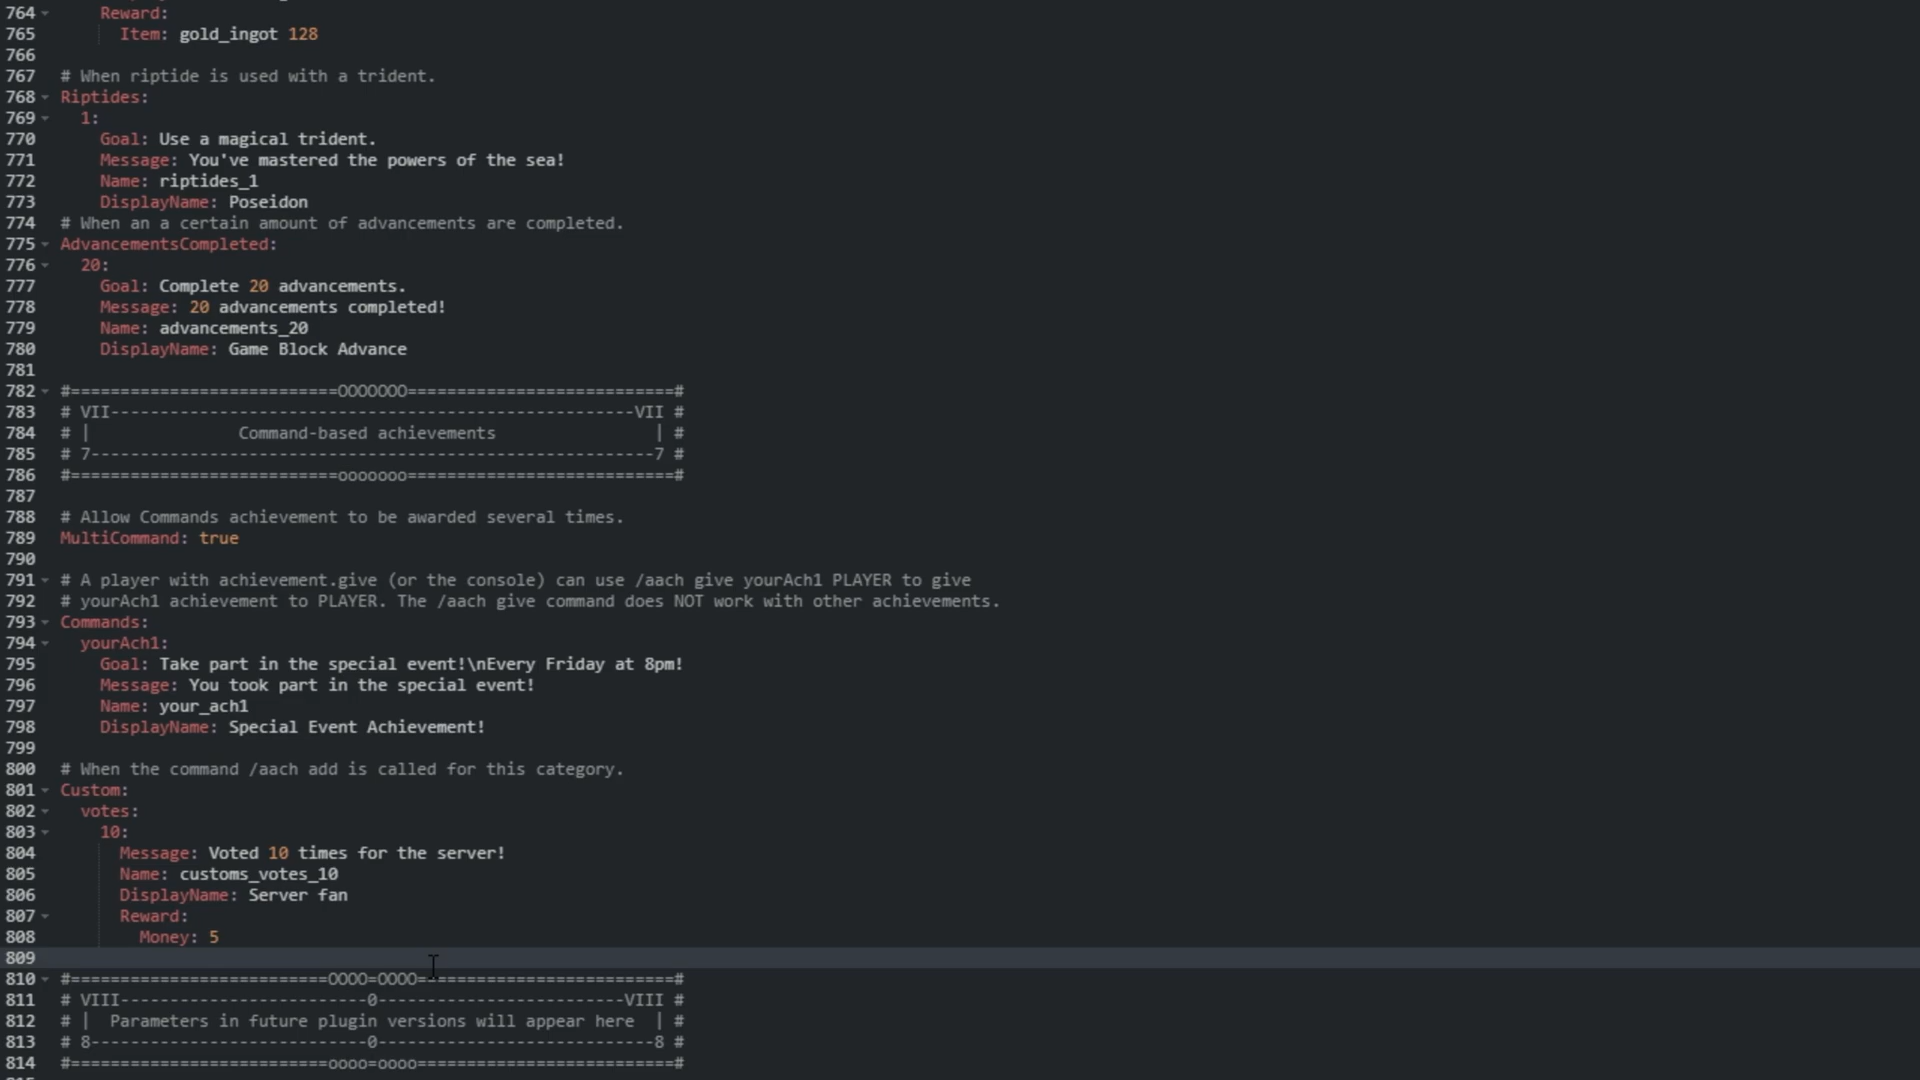 764 Reward:
765 Item: gold_ingot 128
766
767 # When riptide is used with a trident.
768 Riptides:
769 1:
770 Goal: Use a magical trident.
771 Message: You've mastered the powers of the sea!
772 Name: riptides_1
773 DisplayName: Poseidon
774 # When an a certain amount of advancements are completed.
775 AdvancementsCompleted:
776 20:
777 Goal: Complete 20 advancements.
778 Message: 20 advancements completed!
779 Name: advancements_20
780 DisplayName: Game Block Advance
781
782 #===========================OOOOOOO===========================#
783 # VII-----------------------------------------------------VII #
784 # |               Command-based achievements                | #
785 # 7---------------------------------------------------------7 #
786 #===========================ooooooo===========================#
787
788 # Allow Commands achievement to be awarded several times.
789 MultiCommand: true
790
791 # A player with achievement.give (or the console) can use /aach give yourAch1 PLAYER to give
792 # yourAch1 achievement to PLAYER. The /aach give command does NOT work with other achievements.
793 Commands:
794 yourAch1:
795 Goal: Take part in the special event!\nEvery Friday at 8pm!
796 Message: You took part in the special event!
797 Name: your_ach1
798 DisplayName: Special Event Achievement!
799
800 # When the command /aach add is called for this category.
801 Custom:
802 votes:
803 10:
804 Message: Voted 10 times for the server!
805 Name: customs_votes_10
806 DisplayName: Server fan
807 Reward:
808 Money: 5
809
810 #==========================OOOO=OOOO==========================#
811 # VIII-------------------------0-------------------------VIII #
812 # |  Parameters in future plugin versions will appear here  | #
813 # 8----------------------------0----------------------------8 #
814 #==========================oooo=oooo==========================#